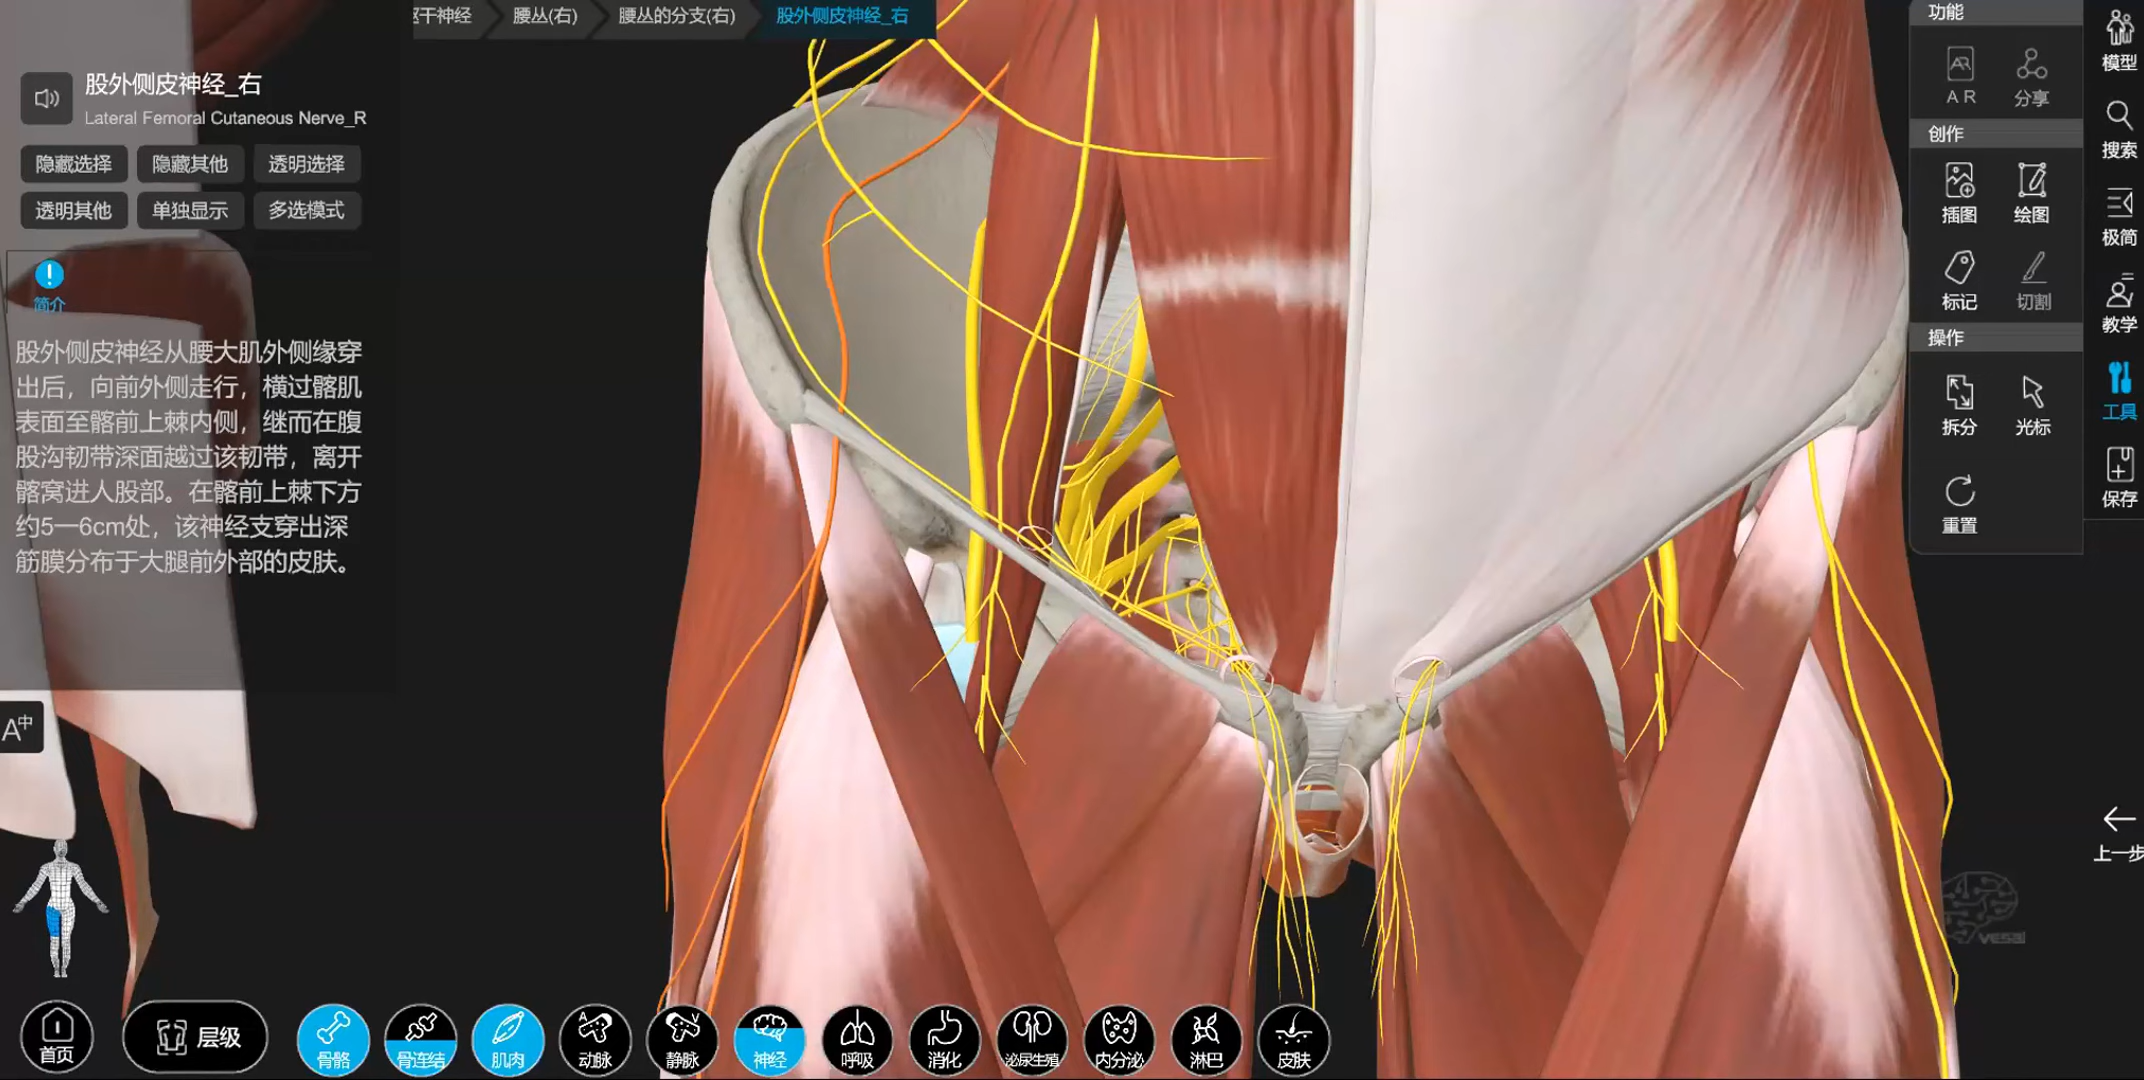 躯干神经
腰丛(右)
腰丛的分支(右)
股外侧皮神经_右
股外侧皮神经_右
Lateral Femoral Cutaneous Nerve_R
隐藏选择
隐藏其他
透明选择
透明其他
单独显示
多选模式
简介
股外侧皮神经从腰大肌外侧缘穿
出后，向前外侧走行，横过髂肌
表面至髂前上棘内侧，继而在腹
股沟韧带深面越过该韧带，离开
髂窝进人股部。在髂前上棘下方
约5—6cm处，该神经支穿出深
筋膜分布于大腿前外部的皮肤。
A中
功能
AR
AR
分享
创作
插图
绘图
标记
切割
操作
拆分
光标
重置
模型
搜索
极简
教学
工具
保存
上一步
vesal
首页
层级
骨骼
骨连结
肌肉
A
动脉
V
静脉
神经
呼吸
消化
泌尿生殖
内分泌
淋巴
皮肤